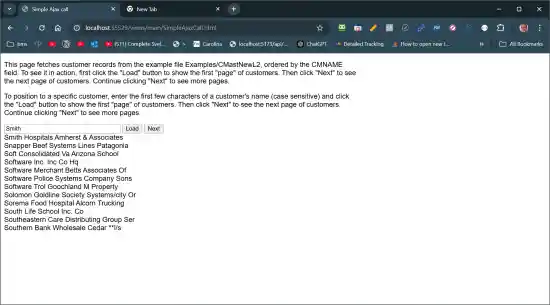 Simple Ajax call
New Tab
localhost:55529/views/main/SimpleAjaxCall.html
Carolina
localhost:5173/api/...
ChatGPT
Detailed Tracking
How to open new l...
All Bookmarks
This page fetches customer records from the example file Examples/CMastNewL2, ordered by the CMNAME
field. To see it in action, first click the "Load" button to show the first "page" of customers. Then click "Next" to see
the next page of customers. Continue clicking "Next" to see more pages.
To position to a specific customer, enter the first few characters of a customer's name (case sensitive) and click
the "Load" button to show the first "page" of customers. Then click "Next" to see the next page of customers.
Continue clicking "Next" to see more pages
Smith Load Next
Smith Hospitals Amherst & Associates
Snapper Beef Systems Lines Patagonia
Soft Consolidated Va Arizona School
Software Inc Inc Co Hq
Software Merchant Betts Associates Of
Software Police Systems Company Sons
Software Trol Goochland M Property
Solomon Goldline Society Systems/city Or
Sorema Food Hospital Alcorn Trucking
South Life School Inc. Co
Southeastern Care Distributing Group Ser
Southern Bank Wholesale Cedar **l/s